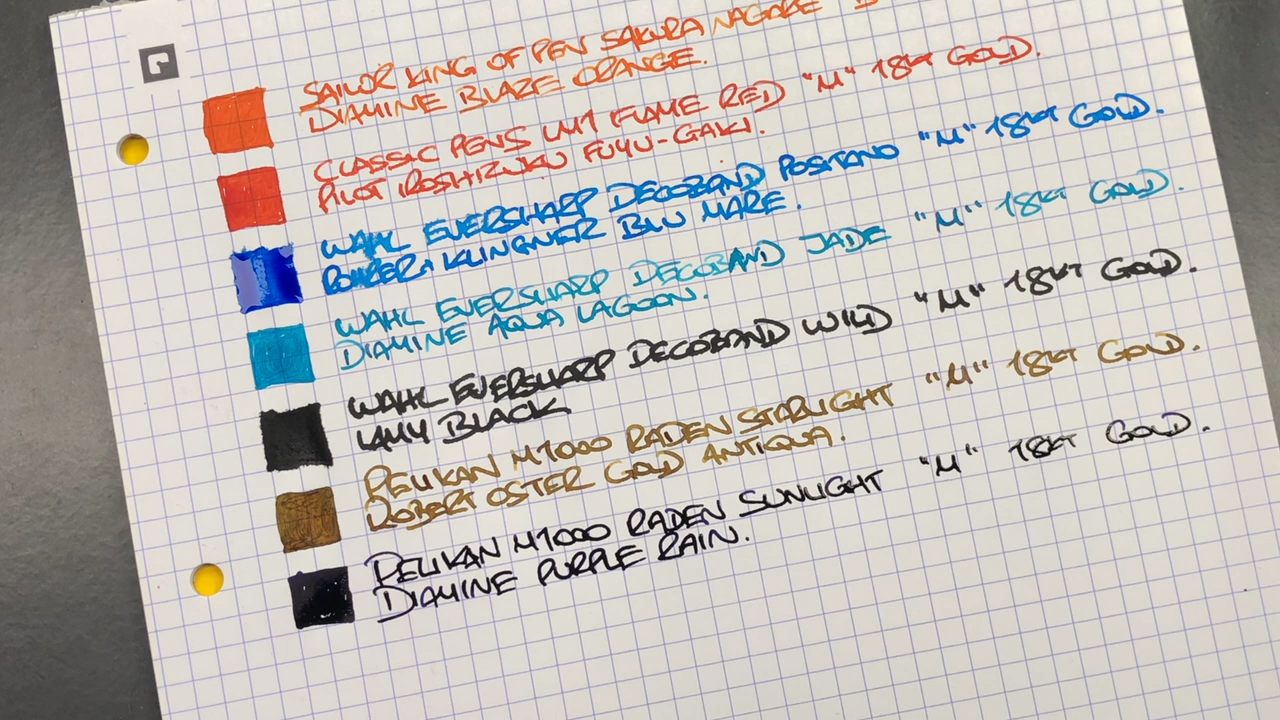 SAILOR KING OF PEN SAKURA NAGARE "
DIAMINE BLAZE ORANGE.
CLASSIC PENS LM1 FLAME RED "M" 18KT GOLD.
PILOT IROSHIZUKU FUYU-GAKI.
WAHL EVERSHARP DECOBAND POSITANO "M" 18KT GOLD.
ROHRER & KLINGNER BLU MARE.
WAHL EVERSHARP DECOBAND JADE "M" 18KT GOLD.
DIAMINE AQUA LAGOON.
WAHL EVERSHARP DECOBAND WILD "M" 18KT GOLD.
LAMY BLACK
PELIKAN M1000 RADEN STARLIGHT "M" 18KT GOLD.
ROBERT OSTER GOLD ANTIQUA.
PELIKAN M1000 RADEN SUNLIGHT "M" 18KT GOLD.
DIAMINE PURPLE RAIN.